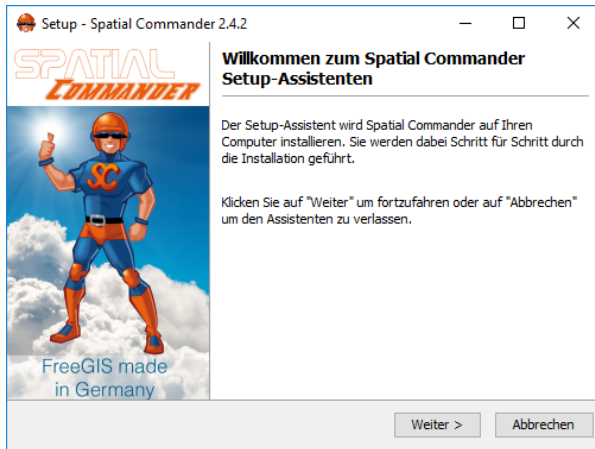 Setup - Spatial Commander 2.4.2
SPATIAL
COMMANDER
Willkommen zum Spatial Commander
Setup-Assistenten
Der Setup-Assistent wird Spatial Commander auf Ihren
Computer installieren. Sie werden dabei Schritt für Schritt durch
die Installation geführt.
Klicken Sie auf "Weiter" um fortzufahren oder auf "Abbrechen"
um den Assistenten zu verlassen.
SC
FreeGIS made
in Germany
Weiter >
Abbrechen